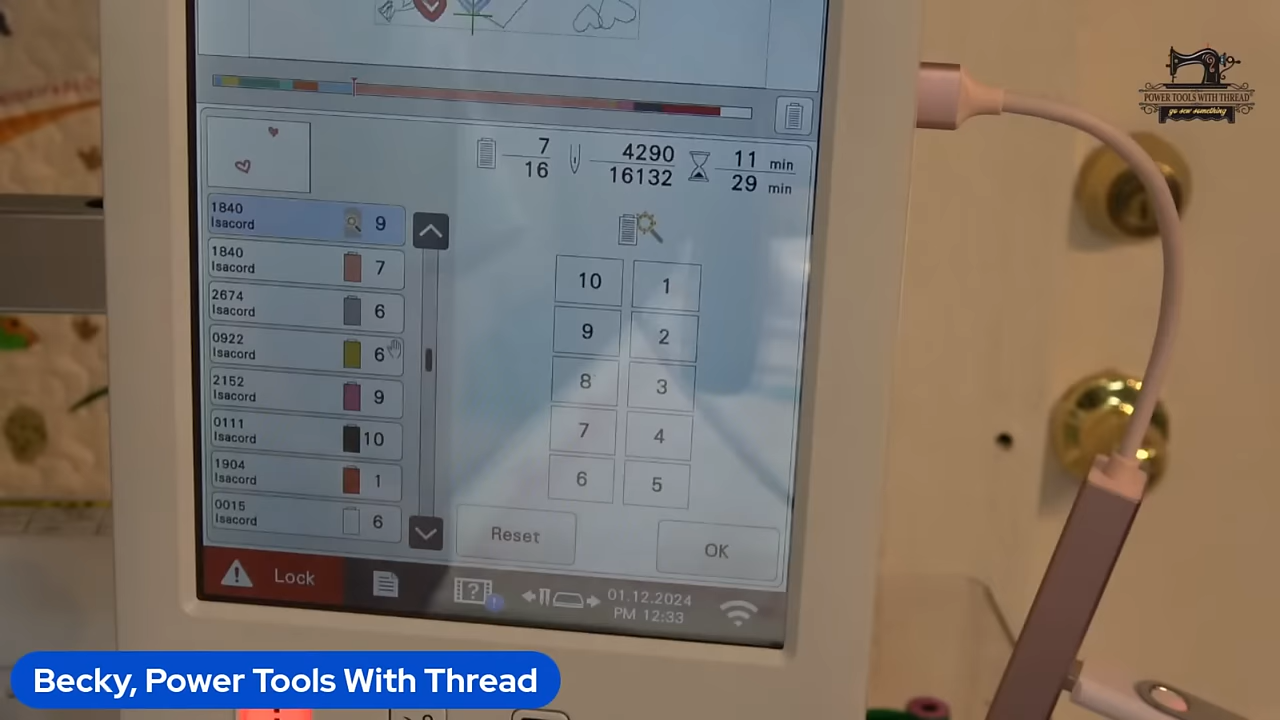 POWER TOOLS WITH THREAD
go sew something
7
16
4290
16132
11 min
29 min
1840
Isacord
9
1840
Isacord
7
2674
Isacord
6
0922
Isacord
6
2152
Isacord
9
0111
Isacord
10
1904
Isacord
1
0015
Isacord
6
10 1
9 2
8 3
7 4
6 5
Reset OK
Lock
?
01.12.2024
PM 12:33
Becky, Power Tools With Thread